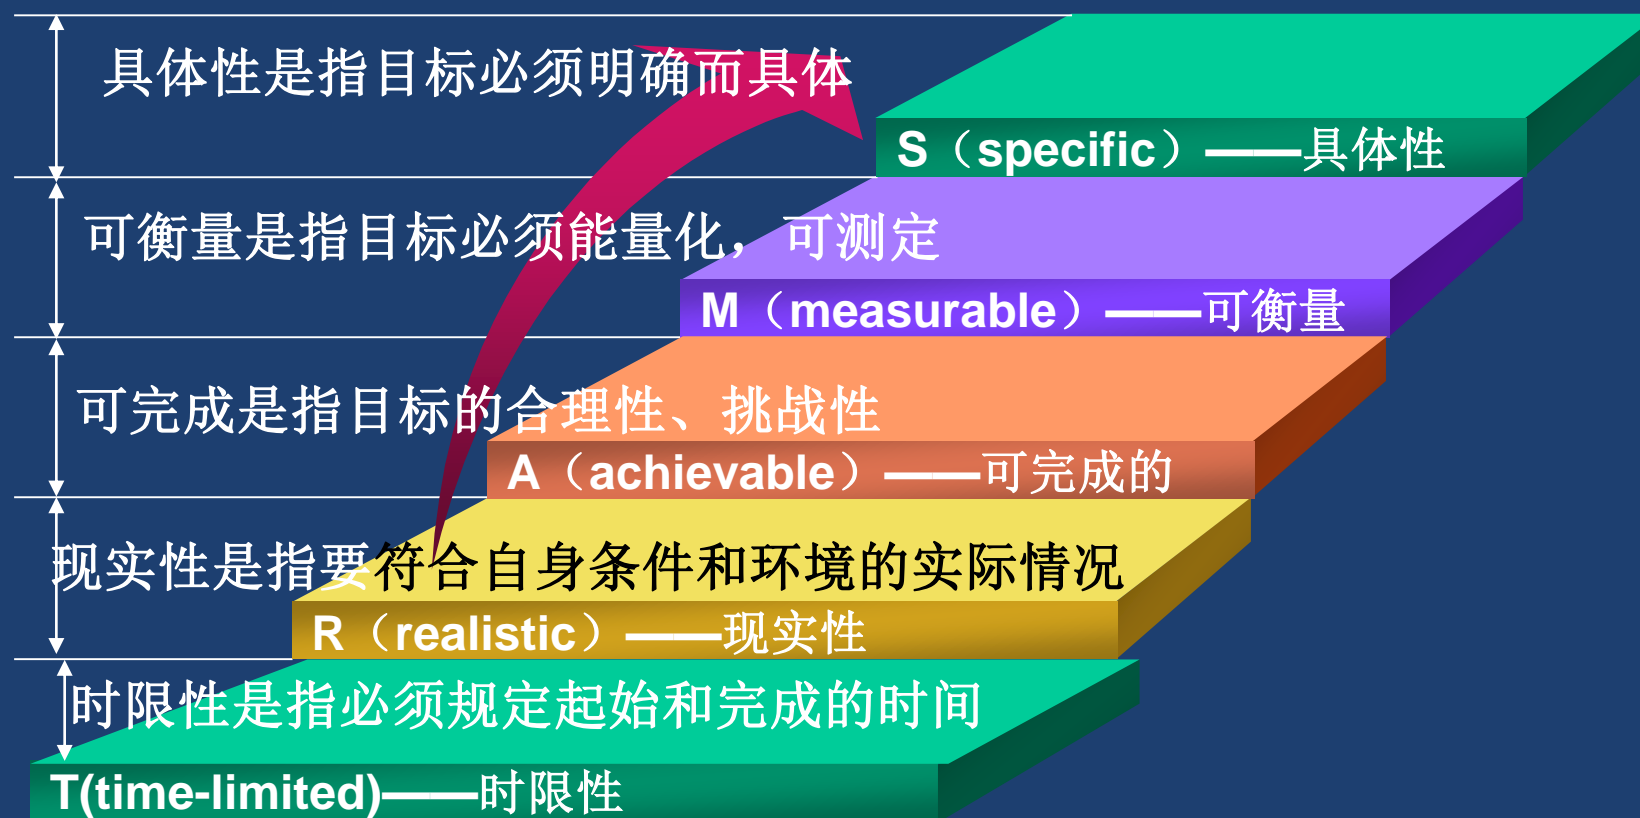 具体性是指目标必须明确而具体
S（specific）——具体性
可衡量是指目标必须能量化，可测定
M（measurable）——可衡量
可完成是指目标的合理性、挑战性
A（achievable）——可完成的
现实性是指要符合自身条件和环境的实际情况
R（realistic）——现实性
时限性是指必须规定起始和完成的时间
T(time-limited)——时限性